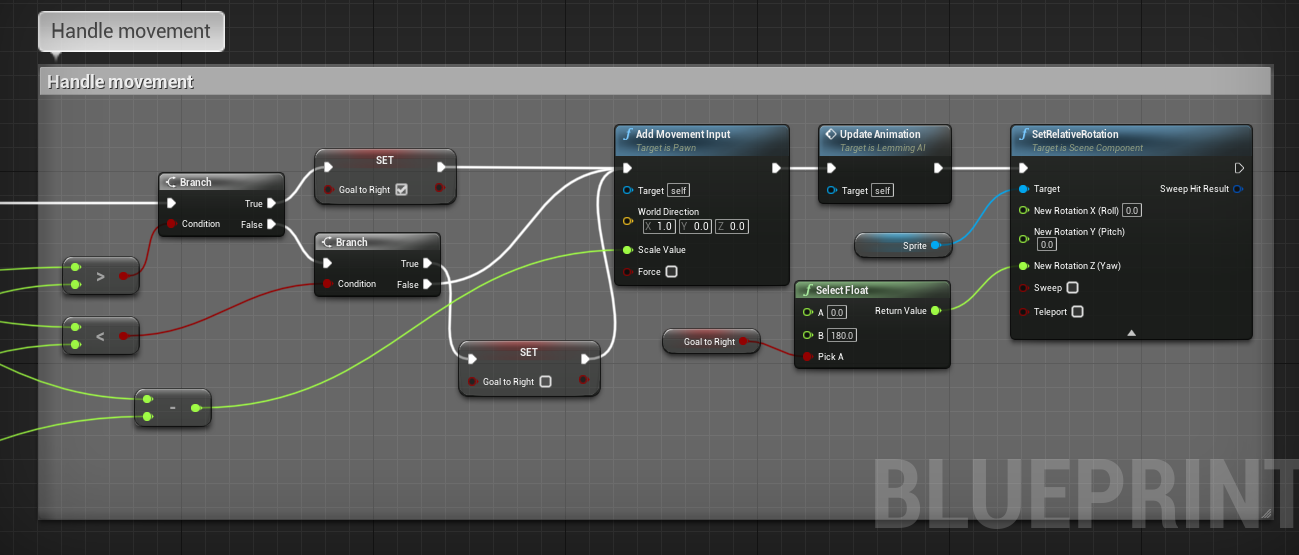 Handle movement
Handle movement
Branch
True
Condition
False
>
<
-
SET
Goal to Right
Branch
True
Condition
False
SET
Goal to Right
Add Movement Input
Target is Pawn
Target self
World Direction
X 1.0 Y 0.0 Z 0.0
Scale Value
Force
Goal to Right
Update Animation
Target is Lemming AI
Target self
Sprite
Select Float
A 0.0
Return Value
B 180.0
Pick A
SetRelativeRotation
Target is Scene Component
Target
Sweep Hit Result
New Rotation X (Roll) 0.0
New Rotation Y (Pitch)
0.0
New Rotation Z (Yaw)
Sweep
Teleport
BLUEPRINT